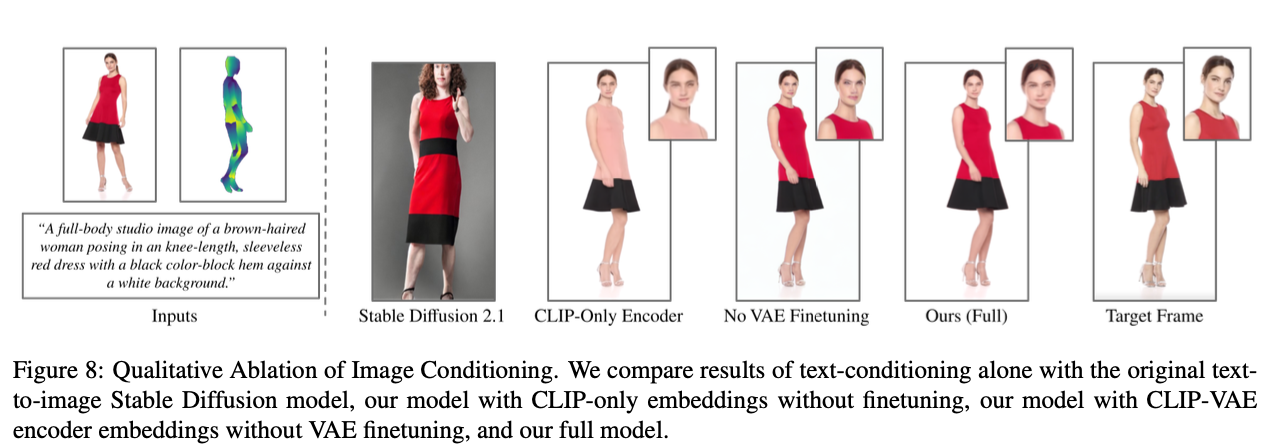 “A full-body studio image of a brown-haired
woman posing in an knee-length, sleeveless
red dress with a black color-block hem against
a white background.”
Inputs
Stable Diffusion 2.1
CLIP-Only Encoder
No VAE Finetuning
Ours (Full)
Target Frame
Figure 8: Qualitative Ablation of Image Conditioning. We compare results of text-conditioning alone with the original text-
to-image Stable Diffusion model, our model with CLIP-only embeddings without finetuning, our model with CLIP-VAE
encoder embeddings without VAE finetuning, and our full model.